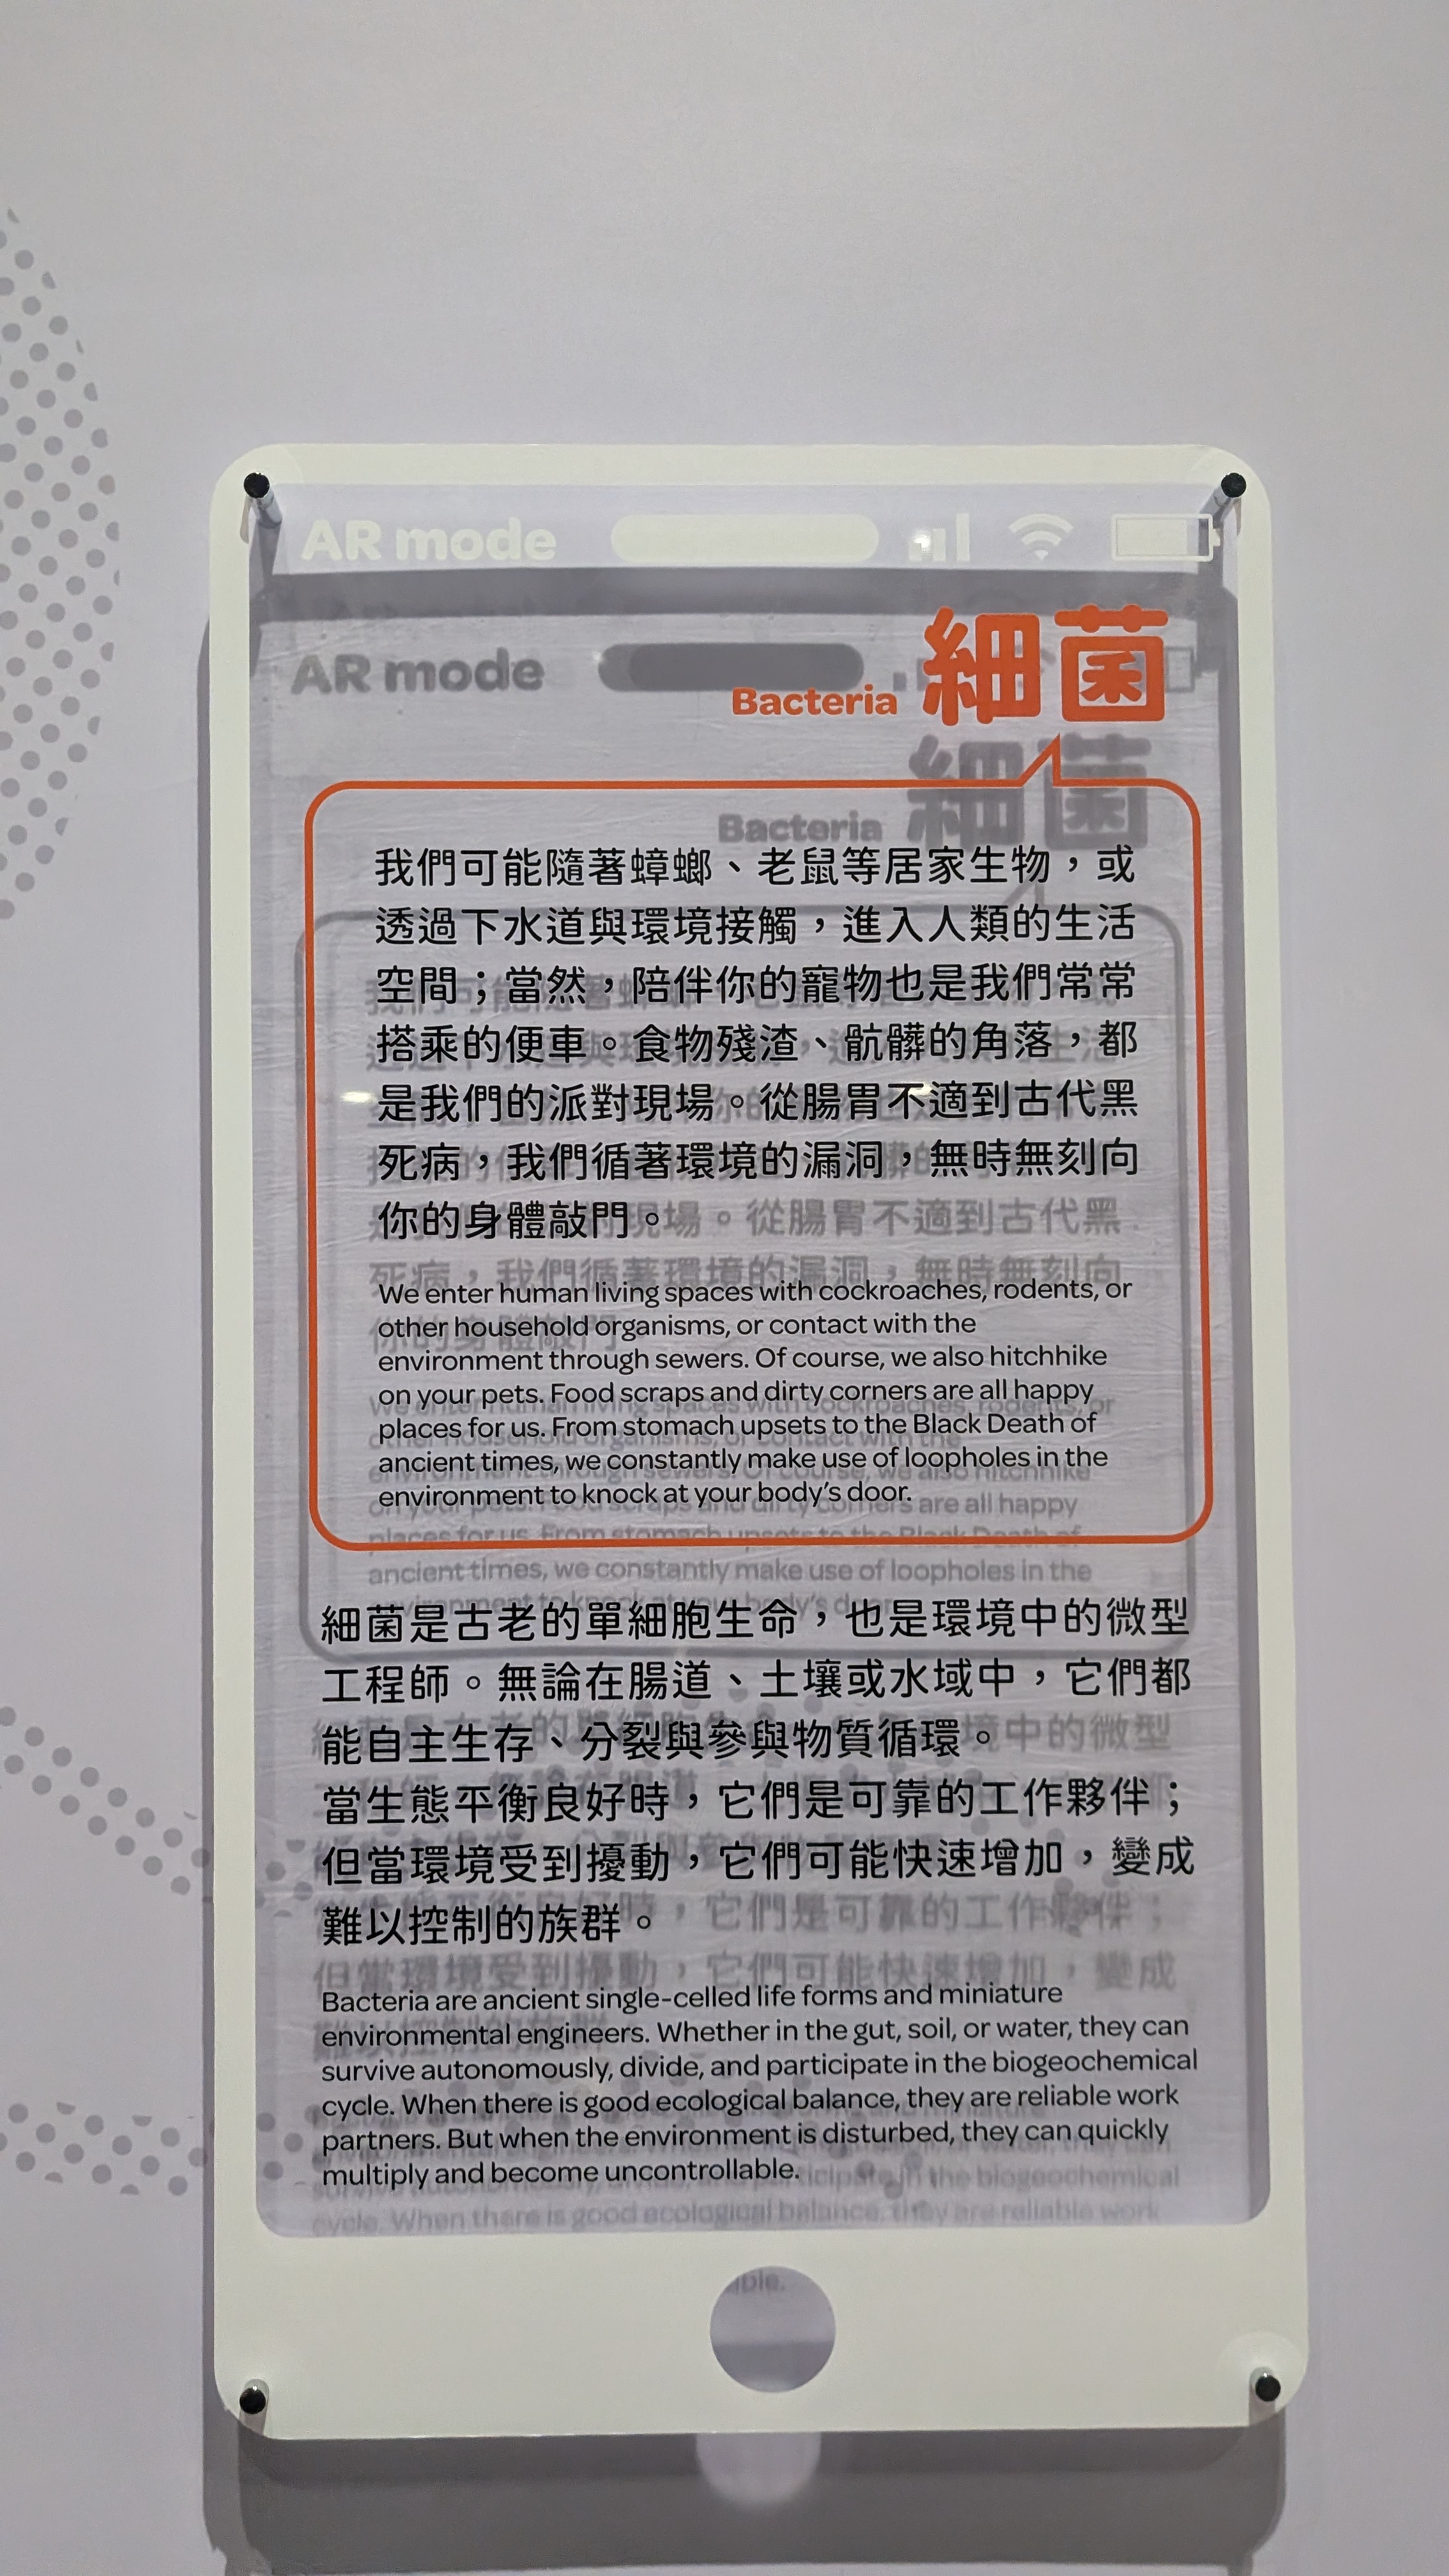 AR mode
細菌
Bacteria
我們可能隨著蟑螂、老鼠等居家生物，或
透過下水道與環境接觸，進入人類的生活
空間；當然，陪伴你的寵物也是我們常常
搭乘的便車。食物殘渣、骯髒的角落，都
是我們的派對現場。從腸胃不適到古代黑
死病，我們循著環境的漏洞，無時無刻向
你的身體敲門。
We enter human living spaces with cockroaches, rodents, or
other household organisms, or contact with the
environment through sewers. Of course, we also hitchhike
on your pets. Food scraps and dirty corners are all happy
places for us. From stomach upsets to the Black Death of
ancient times, we constantly make use of loopholes in the
environment to knock at your body's door.
細菌是古老的單細胞生命，也是環境中的微型
工程師。無論在腸道、土壤或水域中，它們都
能自主生存、分裂與參與物質循環。
當生態平衡良好時，它們是可靠的工作夥伴；
但當環境受到擾動，它們可能快速增加，變成
難以控制的族群。
Bacteria are ancient single-celled life forms and miniature
environmental engineers. Whether in the gut, soil, or water, they can
survive autonomously, divide, and participate in the biogeochemical
cycle. When there is good ecological balance, they are reliable work
partners. But when the environment is disturbed, they can quickly
multiply and become uncontrollable.